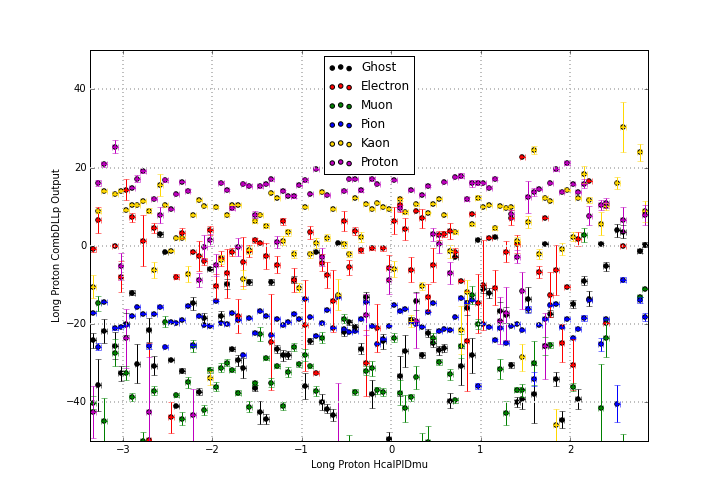 40
20
0
−20
−40
−3
−2
−1
0
1
2
Long Proton CombDLLp Output
Long Proton HcalPIDmu
Ghost
Electron
Muon
Pion
Kaon
Proton